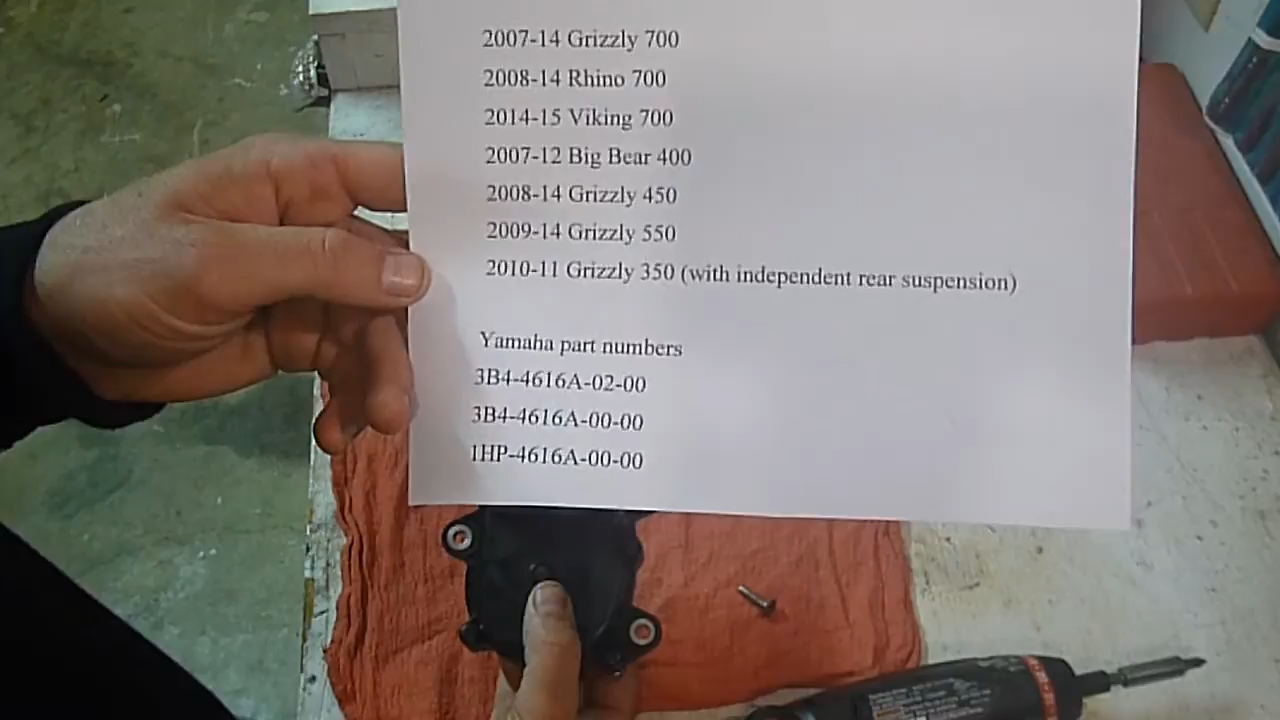 2007-14 Grizzly 700
2008-14 Rhino 700
2014-15 Viking 700
2007-12 Big Bear 400
2008-14 Grizzly 450
2009-14 Grizzly 550
2010-11 Grizzly 350 (with independent rear suspension)
Yamaha part numbers
3B4-4616A-02-00
3B4-4616A-00-00
1HP-4616A-00-00